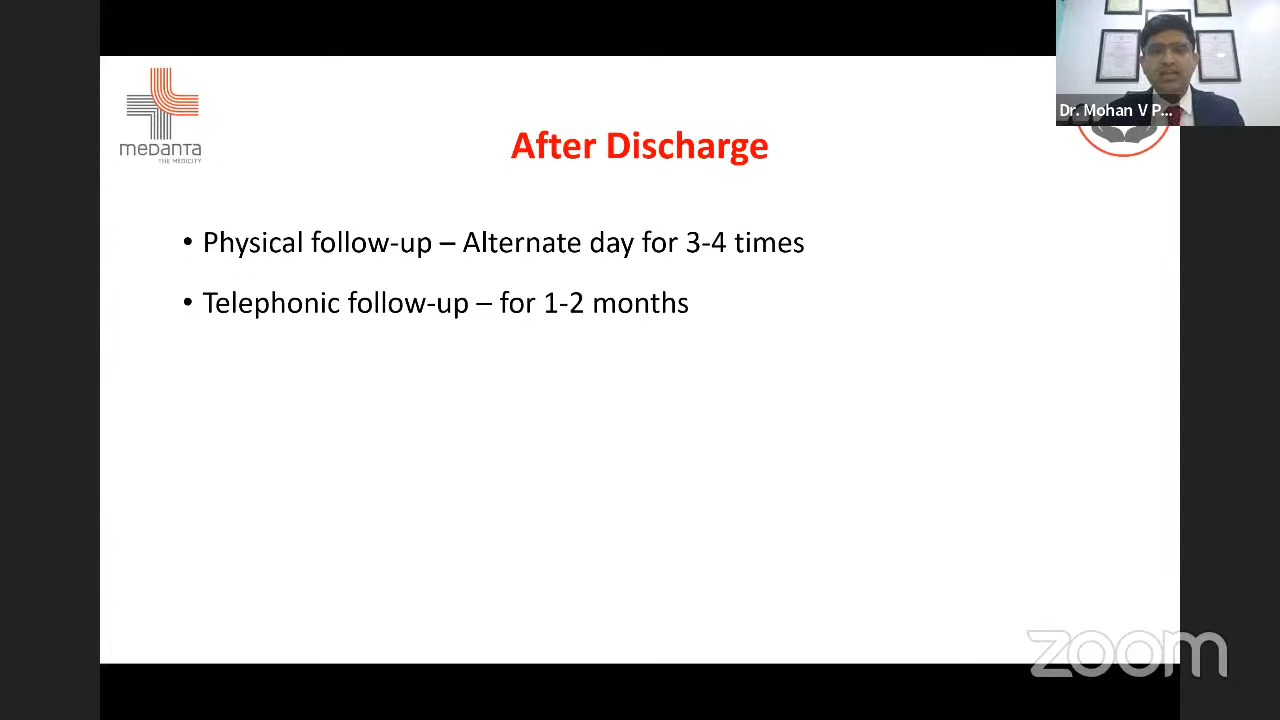 medanta
THE MEDICITY
Dr. Mohan V P...
After Discharge
• Physical follow-up – Alternate day for 3-4 times
• Telephonic follow-up – for 1-2 months
zoom